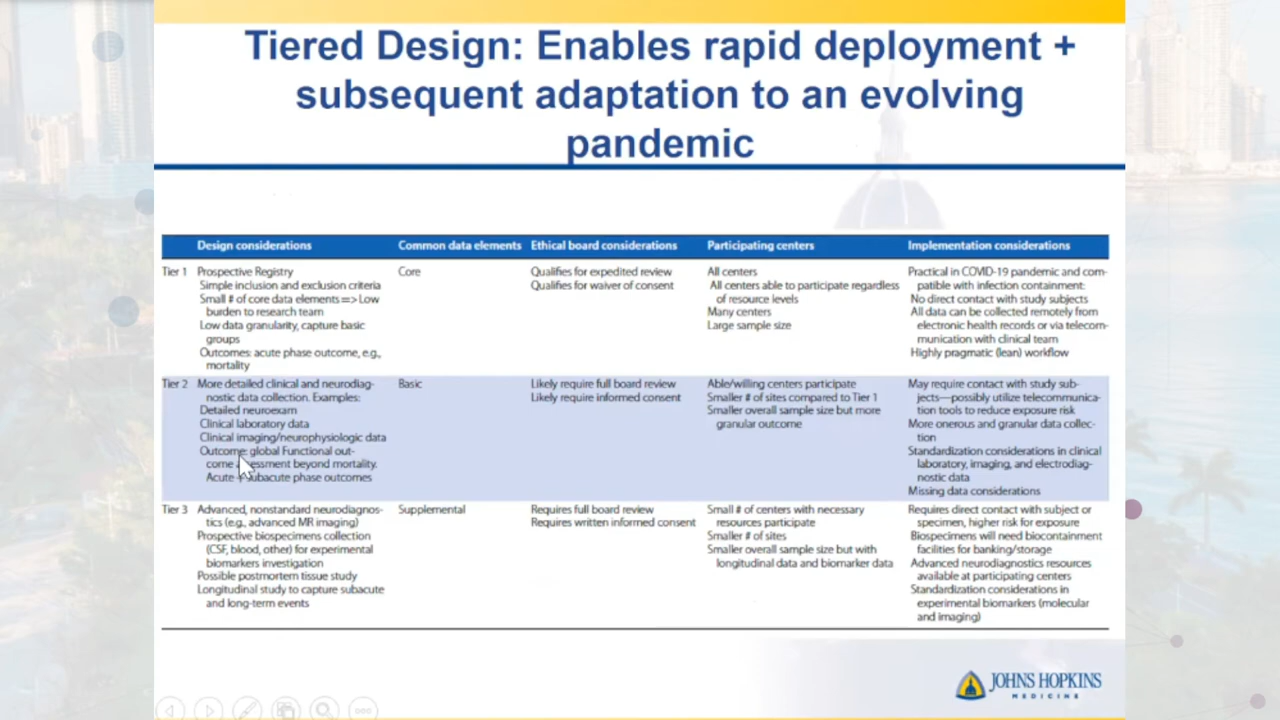 Tiered Design: Enables rapid deployment +
subsequent adaptation to an evolving
pandemic
Design considerations
Common data elements
Ethical board considerations
Participating centers
Implementation considerations
Tier 1
Prospective Registry
Simple inclusion and exclusion criteria
Small # of core data elements => Low
burden to research team
Low data granularity, capture basic
groups
Outcomes: acute phase outcome, e.g.,
mortality
Core
Qualifies for expedited review
Qualifies for waiver of consent
All centers
All centers able to participate regardless
of resource levels
Many centers
Large sample size
Practical in COVID-19 pandemic and com-
patible with infection containment:
No direct contact with study subjects
All data can be collected remotely from
electronic health records or via telecom-
munication with clinical team
Highly pragmatic (lean) workflow
Tier 2
More detailed clinical and neurodiag-
nostic data collection. Examples:
Detailed neuroexam
Clinical laboratory data
Clinical imaging/neurophysiologic data
Outcome: global Functional out-
come assessment beyond mortality.
Acute + subacute phase outcomes
Basic
Likely require full board review
Likely require informed consent
Able/willing centers participate
Smaller # of sites compared to Tier 1
Smaller overall sample size but more
granular outcome
May require contact with study sub-
jects—possibly utilize telecommunica-
tion tools to reduce exposure risk
More onerous and granular data collec-
tion
Standardization considerations in clinical
laboratory, imaging, and electrodiag-
nostic data
Missing data considerations
Tier 3
Advanced, nonstandard neurodiagnos-
tics (e.g., advanced MR imaging)
Prospective biospecimens collection
(CSF, blood, other) for experimental
biomarkers investigation
Possible postmortem tissue study
Longitudinal study to capture subacute
and long-term events
Supplemental
Requires full board review
Requires written informed consent
Small # of centers with necessary
resources participate
Smaller # of sites
Smaller overall sample size but with
longitudinal data and biomarker data
Requires direct contact with subject or
specimen, higher risk for exposure
Biospecimens will need biocontainment
facilities for banking/storage
Advanced neurodiagnostics resources
available at participating centers
Standardization considerations in
experimental biomarkers (molecular
and imaging)
JOHNS HOPKINS
MEDICINE